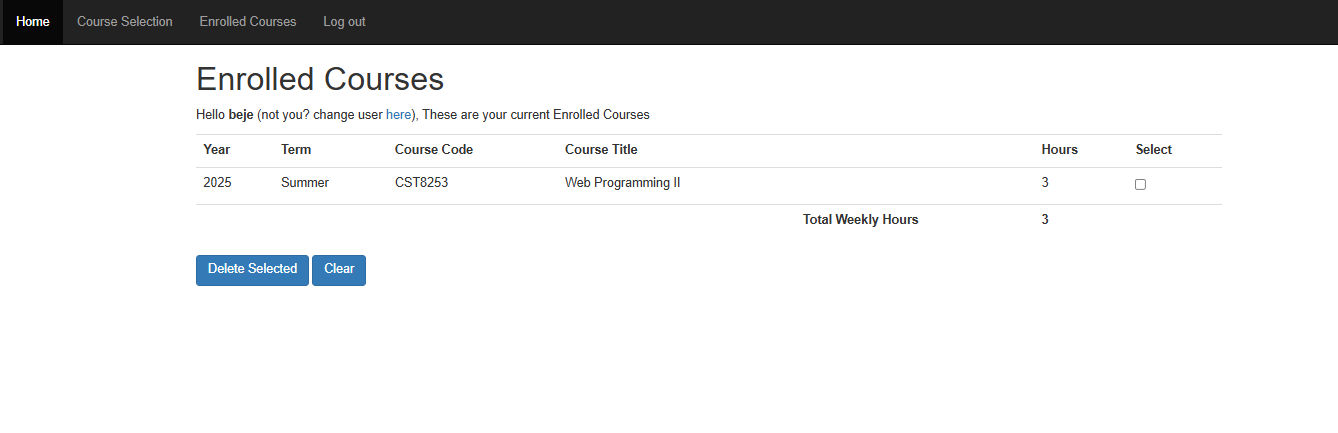 Home Course Selection Enrolled Courses Log out
Enrolled Courses
Hello beje (not you? change user here), These are your current Enrolled Courses
Year Term Course Code Course Title Hours Select
2025 Summer CST8253 Web Programming II 3
Total Weekly Hours 3
Delete Selected Clear